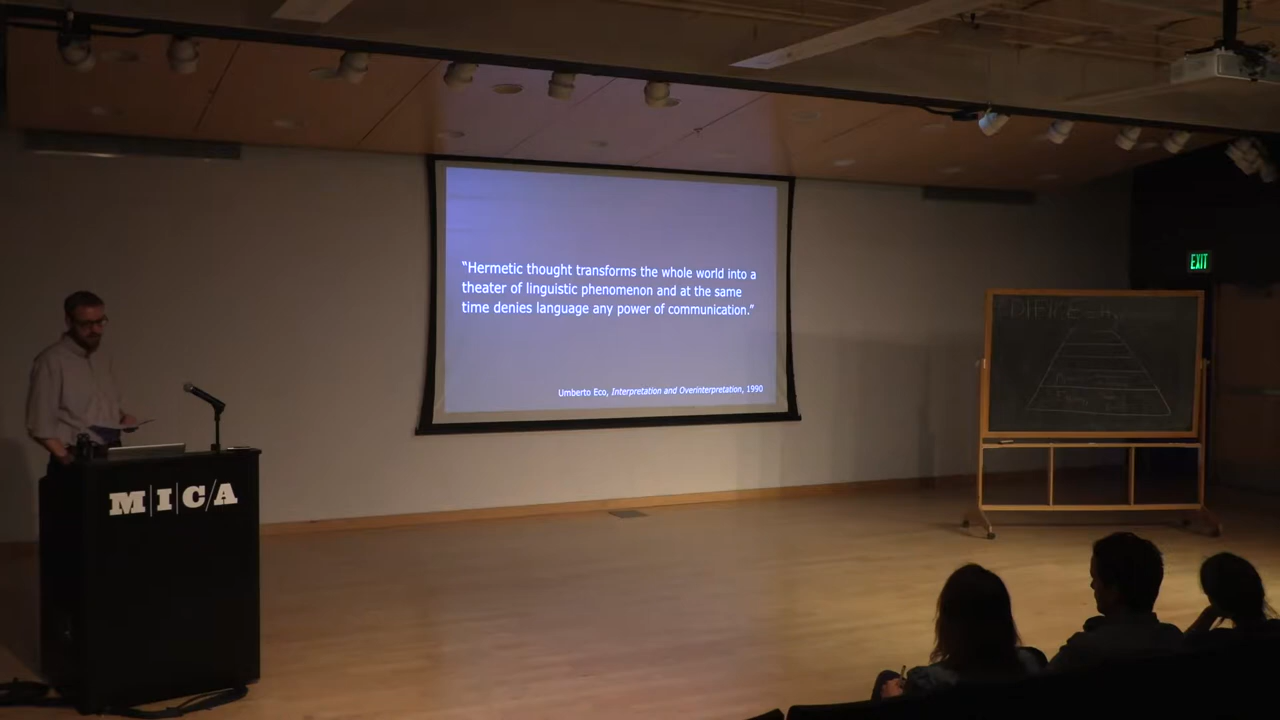 “Hermetic thought transforms the whole world into a
theater of linguistic phenomenon and at the same
time denies language any power of communication.”
Umberto Eco, Interpretation and Overinterpretation, 1990
EXIT
M|I|C/A